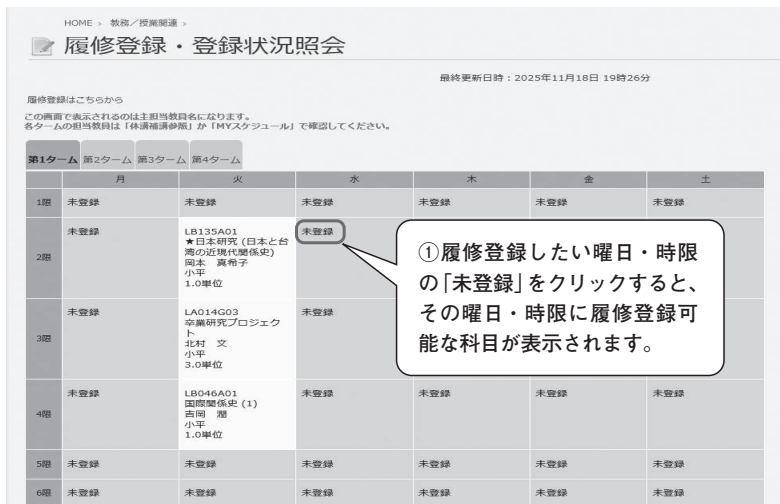 HOME > 教務／授業関連 >
履修登録・登録状況照会
最終更新日時：2025年11月18日 19時26分
履修登録はこちらから
この画面で表示されるのは主担当教員名になります。
各タームの担当教員は「休講補講参照」か「MYスケジュール」で確認してください。
第1ターム 第2ターム 第3ターム 第4ターム
月 火 水 木 金 土
1限 未登録 未登録 未登録 未登録 未登録 未登録
2限 未登録
LB135A01
★日本研究 (日本と台
湾の近現代関係史)
岡本 真希子
小平
1.0単位
未登録
①履修登録したい曜日・時限
の「未登録」をクリックすると、
その曜日・時限に履修登録可
能な科目が表示されます。
3限 未登録
LA014G03
卒業研究プロジェク
ト
北村 文
小平
3.0単位
未登録
4限 未登録
LB046A01
国際関係史 (1)
吉岡 潤
小平
1.0単位
未登録 未登録 未登録 未登録
5限 未登録 未登録 未登録 未登録 未登録 未登録
6限 未登録 未登録 未登録 未登録 未登録 未登録